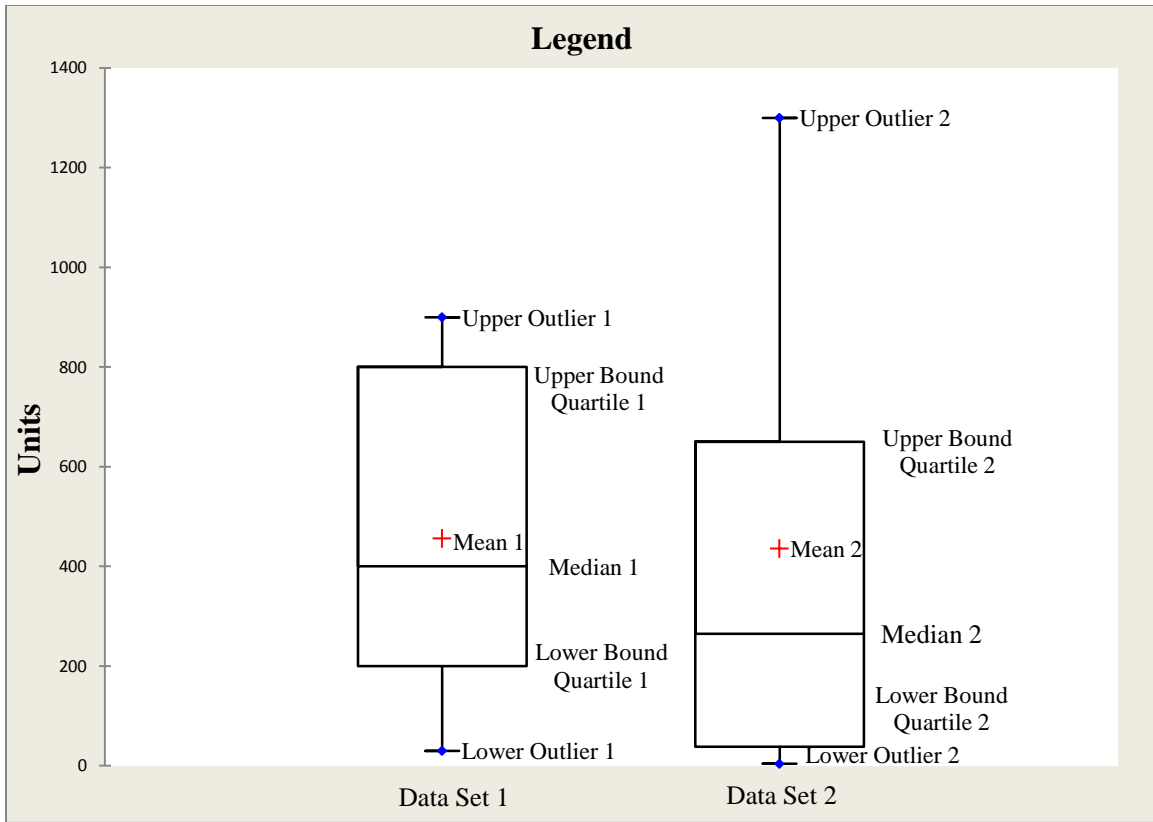 Legend
1400
1200
1000
800
600
400
200
0
Units
Upper Outlier 1
Upper Bound
Quartile 1
Mean 1
Median 1
Lower Bound
Quartile 1
Lower Outlier 1
Upper Outlier 2
Upper Bound
Quartile 2
Mean 2
Median 2
Lower Bound
Quartile 2
Lower Outlier 2
Data Set 1
Data Set 2